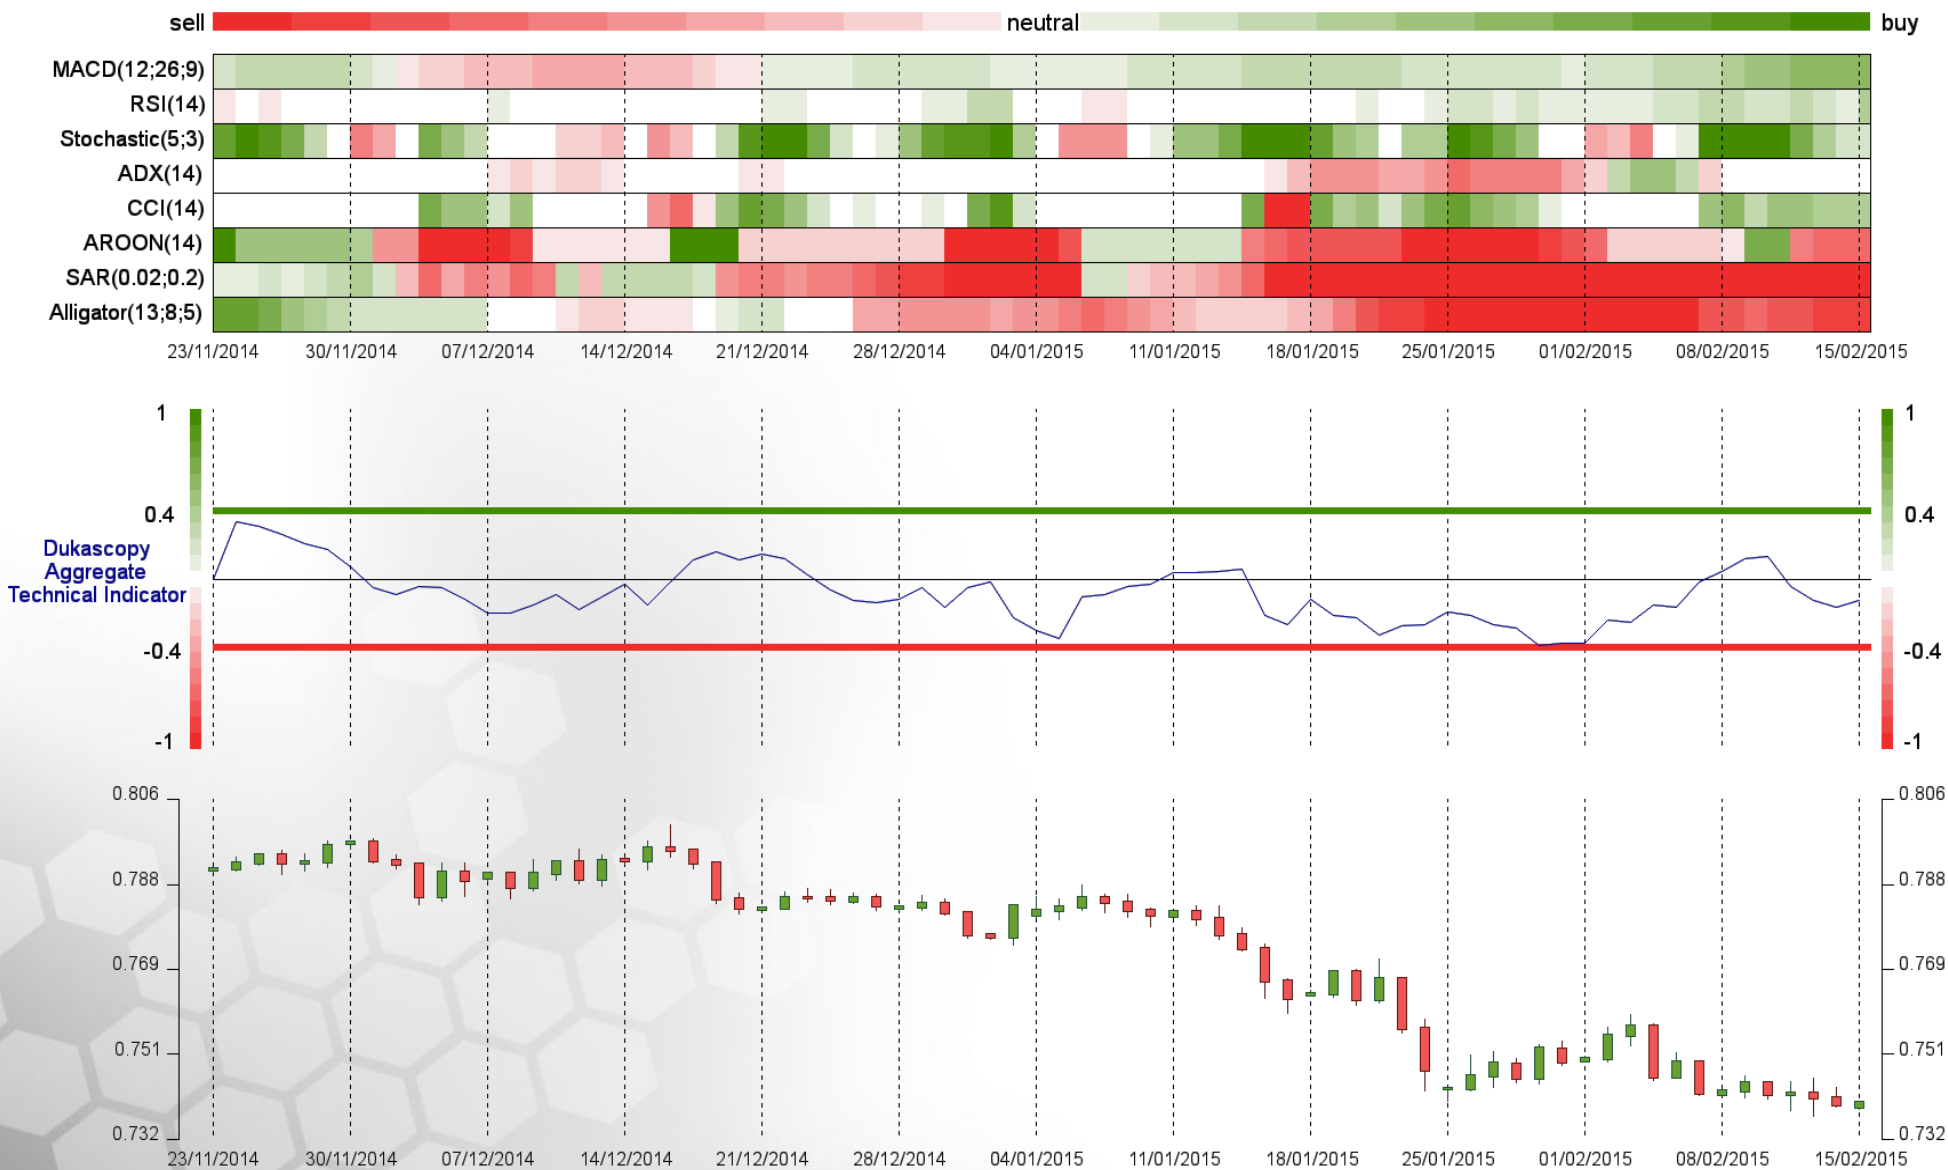 sell neutral buy
MACD(12;26;9)
RSI(14)
Stochastic(5;3)
ADX(14)
CCI(14)
AROON(14)
SAR(0.02;0.2)
Alligator(13;8;5)
23/11/2014 30/11/2014 07/12/2014 14/12/2014 21/12/2014 28/12/2014 04/01/2015 11/01/2015 18/01/2015 25/01/2015 01/02/2015 08/02/2015 15/02/2015
1 1
0.4 0.4
Dukascopy
Aggregate
Technical Indicator
-0.4 -0.4
-1 -1
0.806 0.806
0.788 0.788
0.769 0.769
0.751 0.751
0.732 0.732
23/11/2014 30/11/2014 07/12/2014 14/12/2014 21/12/2014 28/12/2014 04/01/2015 11/01/2015 18/01/2015 25/01/2015 01/02/2015 08/02/2015 15/02/2015